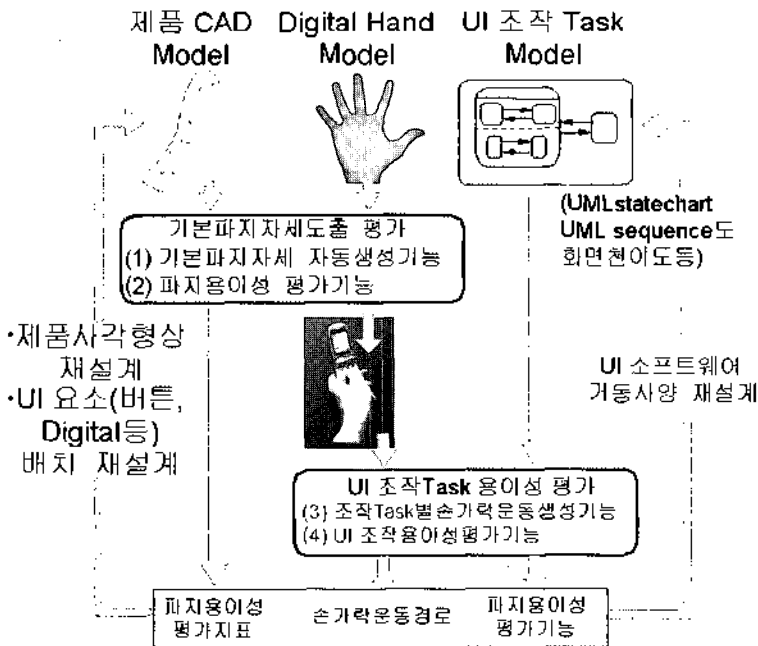 제품 CAD
Model
Digital Hand
Model
UI 조작 Task
Model
(UMLstatechart
UML sequence도
화면천이도등)
기본파지자세도출 평가
(1) 기본파지자세 자동생성기능
(2) 파지용이성 평가기능
·제품사각형상
재설계
·UI 요소(버튼,
Digital등)
배치 재설계
UI 소프트웨어
거동사양 재설계
UI 조작Task 용이성 평가
(3) 조작Task별손가락운동생성기능
(4) UI 조작용이성평가기능
파지용이성
평가지표
손가락운동경로
파지용이성
평가기능